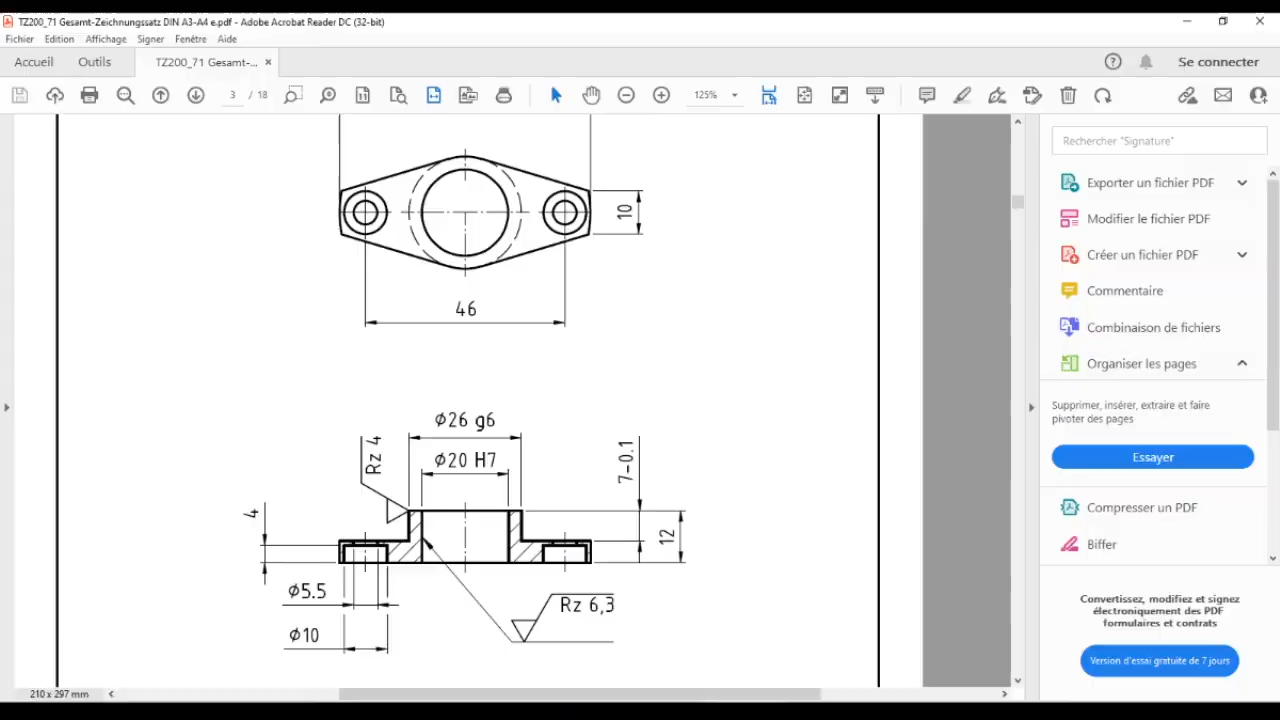 TZ200_71 Gesamt-Zeichnungssatz DIN A3-A4 e.pdf - Adobe Acrobat Reader DC (32-bit)
Fichier Edition Affichage Signer Fenêtre Aide
Accueil Outils TZ200_71 Gesamt-... × Se connecter
3 / 18 125%
10
46
Ø26 g6
Rz 4
Ø20 H7
7-0.1
4
12
Ø5.5
Rz 6,3
Ø10
210 x 297 mm
Rechercher "Signature"
Exporter un fichier PDF
Modifier le fichier PDF
Créer un fichier PDF
Commentaire
Combinaison de fichiers
Organiser les pages
Supprimer, insérer, extraire et faire
pivoter des pages
Essayer
Compresser un PDF
Biffer
Convertissez, modifiez et signez
électroniquement des PDF
formulaires et contrats
Version d'essai gratuite de 7 jours